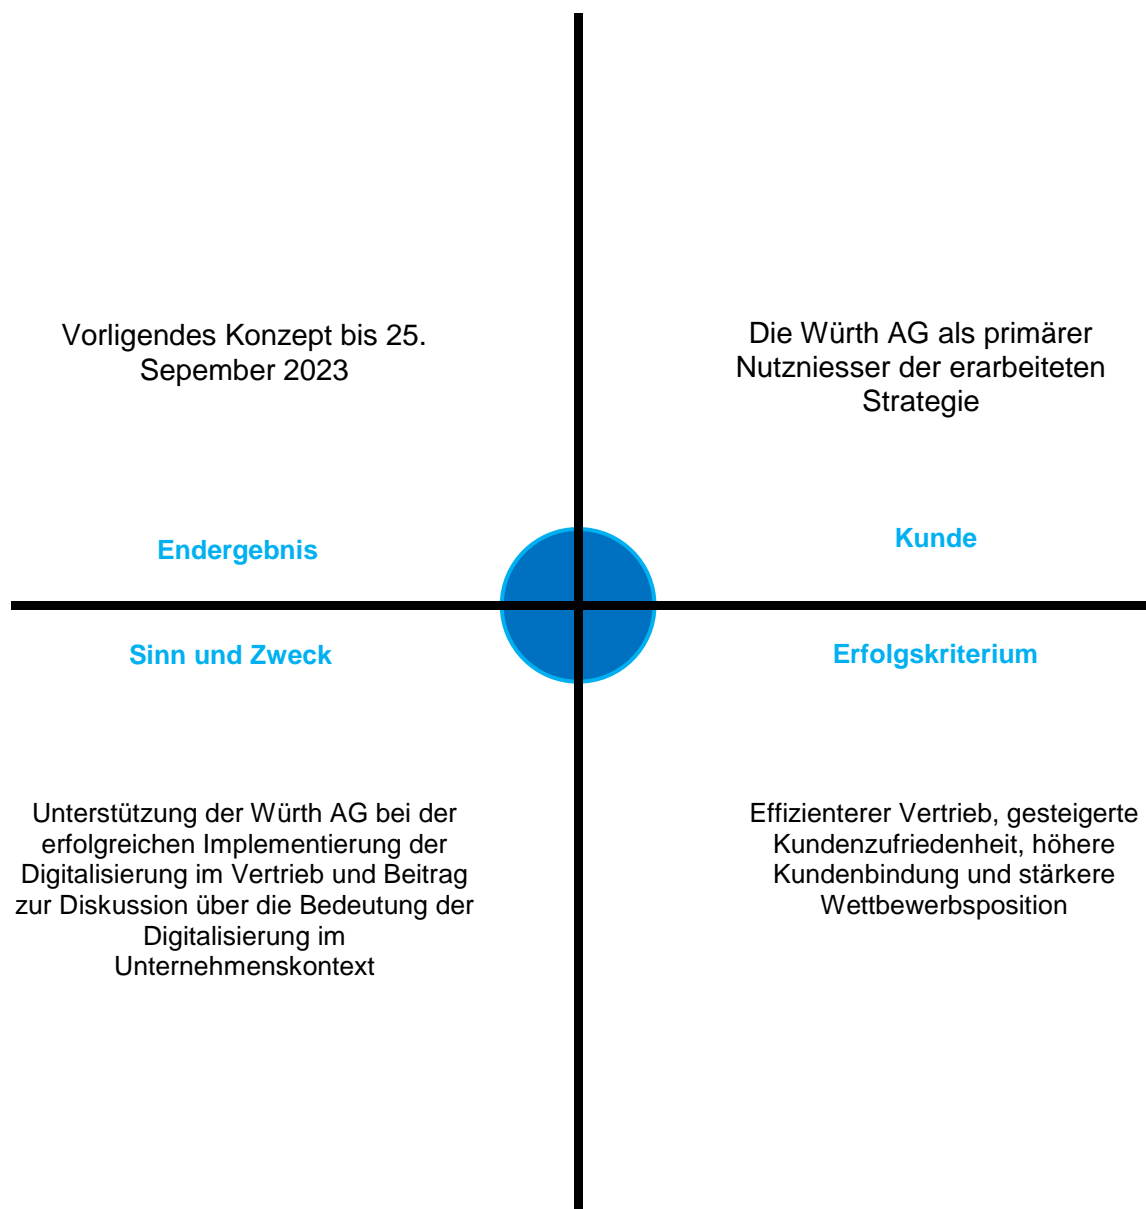 Vorligendes Konzept bis 25.
Sepember 2023
Endergebnis
Die Würth AG als primärer
Nutzniesser der erarbeiteten
Strategie
Kunde
Sinn und Zweck
Unterstützung der Würth AG bei der
erfolgreichen Implementierung der
Digitalisierung im Vertrieb und Beitrag
zur Diskussion über die Bedeutung der
Digitalisierung im
Unternehmenskontext
Erfolgskriterium
Effizienterer Vertrieb, gesteigerte
Kundenzufriedenheit, höhere
Kundenbindung und stärkere
Wettbewerbsposition